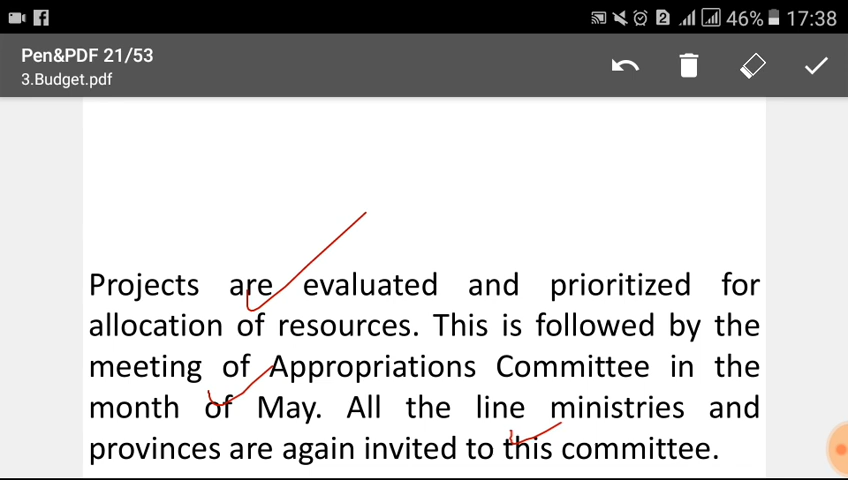 46% 17:38
Pen&PDF 21/53
3.Budget.pdf
Projects are evaluated and prioritized for
allocation of resources. This is followed by the
meeting of Appropriations Committee in the
month of May. All the line ministries and
provinces are again invited to this committee.